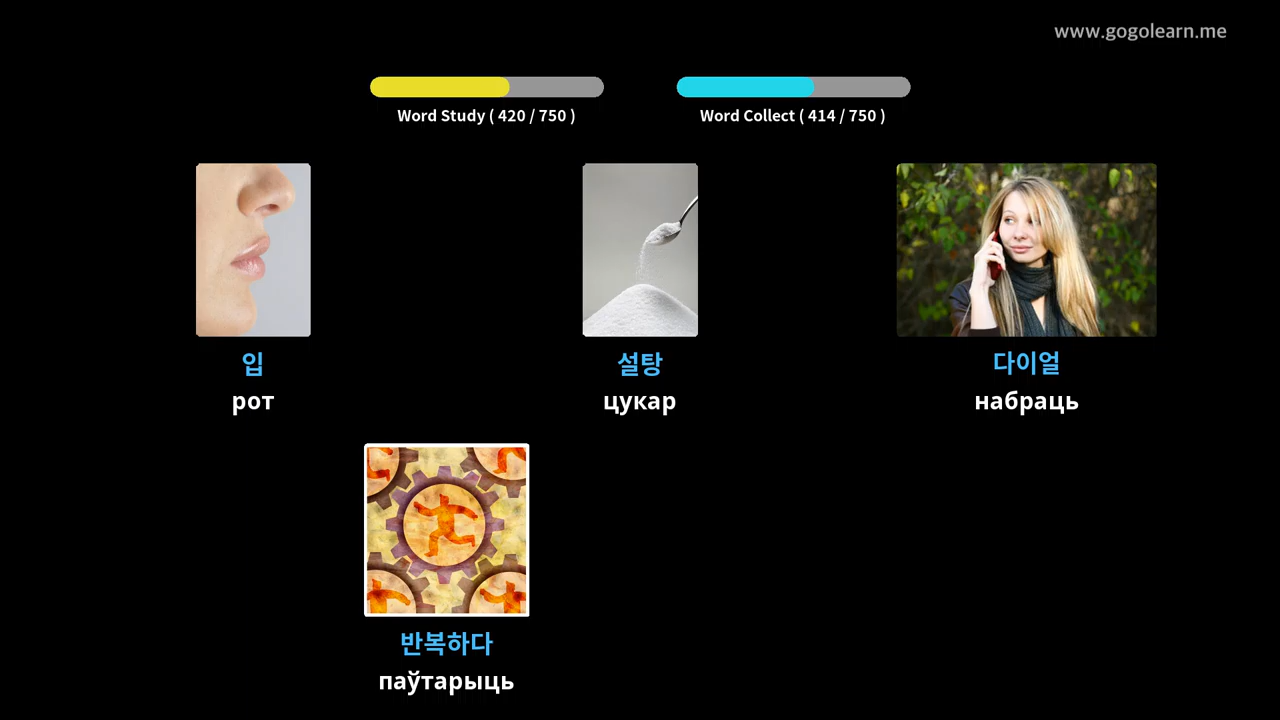 www.gogolearn.me
Word Study ( 420 / 750 )
Word Collect ( 414 / 750 )
입
рот
설탕
цукар
다이얼
набраць
반복하다
паўтарыць